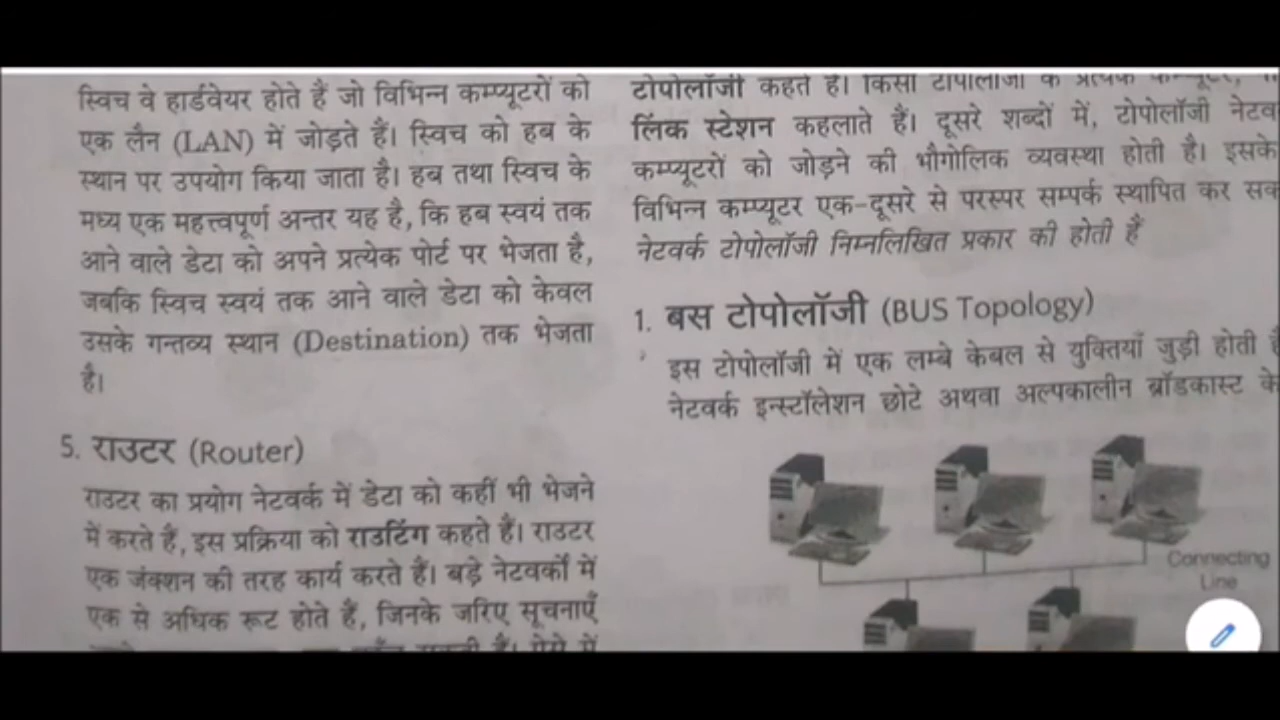 स्विच वे हार्डवेयर होते हैं जो विभिन्न कम्प्यूटरों को
एक लैन (LAN) में जोड़ते हैं। स्विच को हब के
स्थान पर उपयोग किया जाता है। हब तथा स्विच के
मध्य एक महत्त्वपूर्ण अन्तर यह है, कि हब स्वयं तक
आने वाले डेटा को अपने प्रत्येक पोर्ट पर भेजता है,
जबकि स्विच स्वयं तक आने वाले डेटा को केवल
उसके गन्तव्य स्थान (Destination) तक भेजता
है।
5. राउटर (Router)
राउटर का प्रयोग नेटवर्क में डेटा को कहीं भी भेजने
में करते हैं, इस प्रक्रिया को राउटिंग कहते हैं। राउटर
एक जंक्शन की तरह कार्य करते हैं। बड़े नेटवर्कों में
एक से अधिक रूट होते हैं, जिनके जरिए सूचनाएँ
टोपोलॉजी कहते हैं। किसी टोपोलॉजी के प्रत्येक
लिंक स्टेशन कहलाते हैं। दूसरे शब्दों में, टोपोलॉजी
कम्प्यूटरों को जोड़ने की भौगोलिक व्यवस्था होती है। इसके
विभिन्न कम्प्यूटर एक-दूसरे से परस्पर सम्पर्क स्थापित कर
नेटवर्क टोपोलॉजी निम्नलिखित प्रकार की होती हैं
1. बस टोपोलॉजी (BUS Topology)
इस टोपोलॉजी में एक लम्बे केबल से युक्तियाँ जुड़ी होती
नेटवर्क इन्स्टॉलेशन छोटे अथवा अल्पकालीन ब्रॉडकास्ट के
Connecting
Line